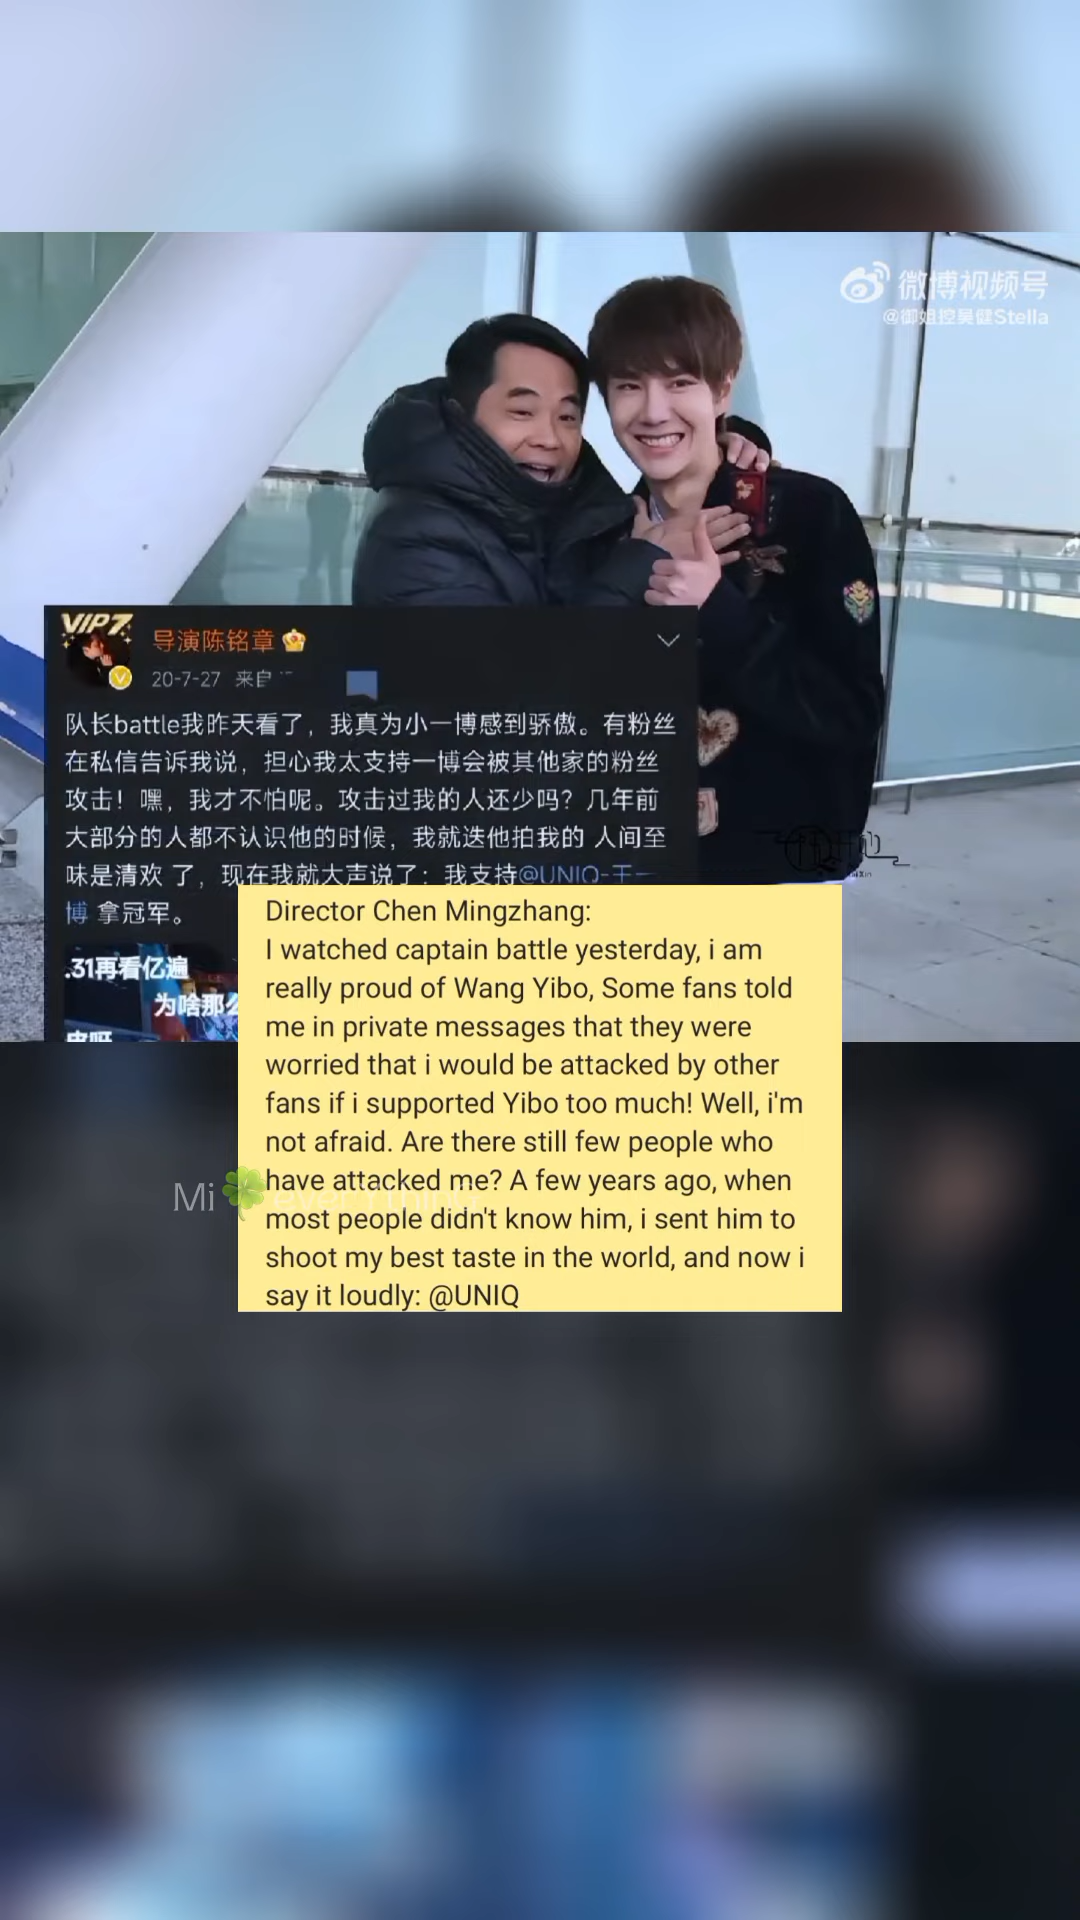 微博视频号
@御姐控吴健Stella
VIP7
导演陈铭章
20-7-27 来自
队长battle我昨天看了，我真为小一博感到骄傲。有粉丝
在私信告诉我说，担心我太支持一博会被其他家的粉丝
攻击！嘿，我才不怕呢。攻击过我的人还少吗？几年前
大部分的人都不认识他的时候，我就迭他拍我的 人间至
味是清欢 了，现在我就大声说了：我支持@UNIQ-王一
博 拿冠军。
.31再看亿遍
为啥那么
Director Chen Mingzhang:
I watched captain battle yesterday, i am
really proud of Wang Yibo, Some fans told
me in private messages that they were
worried that i would be attacked by other
fans if i supported Yibo too much! Well, i'm
not afraid. Are there still few people who
have attacked me? A few years ago, when
most people didn't know him, i sent him to
shoot my best taste in the world, and now i
say it loudly: @UNIQ
Mi everYthinG